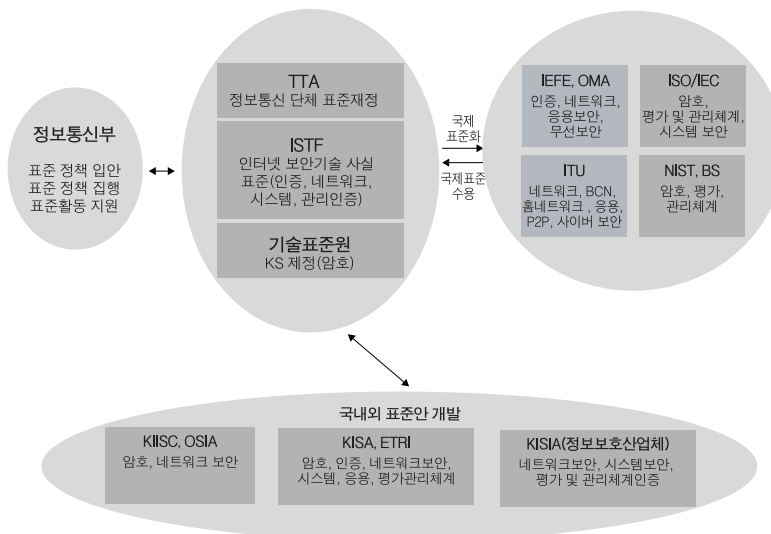 정보통신부
표준 정책 입안
표준 정책 집행
표준활동 지원
TTA
정보통신 단체 표준재정
ISTF
인터넷 보안기술 사실
표준(인증, 네트워크,
시스템, 관리인증)
기술표준원
KS 제정(암호)
국제
표준화
국제표준
수용
IEFE, OMA
인증, 네트워크,
응용보안,
무선보안
ISO/IEC
암호,
평가 및 관리체계,
시스템 보안
ITU
네트워크, BCN,
홈네트워크 , 응용,
P2P, 사이버 보안
NIST, BS
암호, 평가,
관리체계
국내외 표준안 개발
KIISC, OSIA
암호, 네트워크 보안
KISA, ETRI
암호, 인증, 네트워크보안,
시스템, 응용, 평가관리체계
KISIA(정보보호산업체)
네트워크보안, 시스템보안,
평가 및 관리체계인증